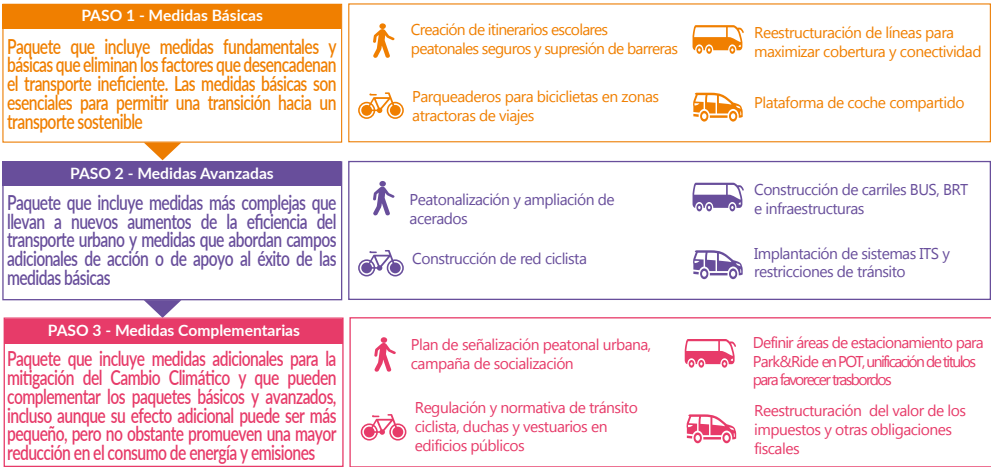 PASO 1 - Medidas Básicas
Paquete que incluye medidas fundamentales y
básicas que eliminan los factores que desencadenan
el transporte ineficiente. Las medidas básicas son
esenciales para permitir una transición hacia un
transporte sostenible
Creación de itinerarios escolares
peatonales seguros y supresión de barreras
Reestructuración de líneas para
maximizar cobertura y conectividad
Parqueaderos para bicicletas en zonas
atractoras de viajes
Plataforma de coche compartido
PASO 2 - Medidas Avanzadas
Paquete que incluye medidas más complejas que
llevan a nuevos aumentos de la eficiencia del
transporte urbano y medidas que abordan campos
adicionales de acción o de apoyo al éxito de las
medidas básicas
Peatonalización y ampliación de
acerados
Construcción de carriles BUS, BRT
e infraestructuras
Construcción de red ciclista
Implantación de sistemas ITS y
restricciones de tránsito
PASO 3 - Medidas Complementarias
Paquete que incluye medidas adicionales para la
mitigación del Cambio Climático y que pueden
complementar los paquetes básicos y avanzados,
incluso aunque su efecto adicional puede ser más
pequeño, pero no obstante promueven una mayor
reducción en el consumo de energía y emisiones
Plan de señalización peatonal urbana,
campaña de socialización
Definir áreas de estacionamiento para
Park&Ride en POT, unificación de titulos
para favorecer trasbordos
Regulación y normativa de tránsito
ciclista, duchas y vestuarios en
edificios públicos
Reestructuración del valor de los
impuestos y otras obligaciones
fiscales